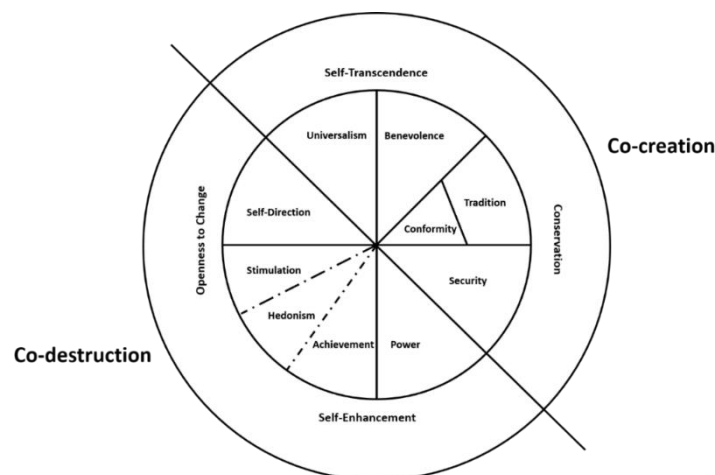 Self-Transcendence
Universalism
Benevolence
Co-creation
Openness to Change
Self-Direction
Tradition
Conformity
Conservation
Stimulation
Security
Hedonism
Achievement
Power
Co-destruction
Self-Enhancement